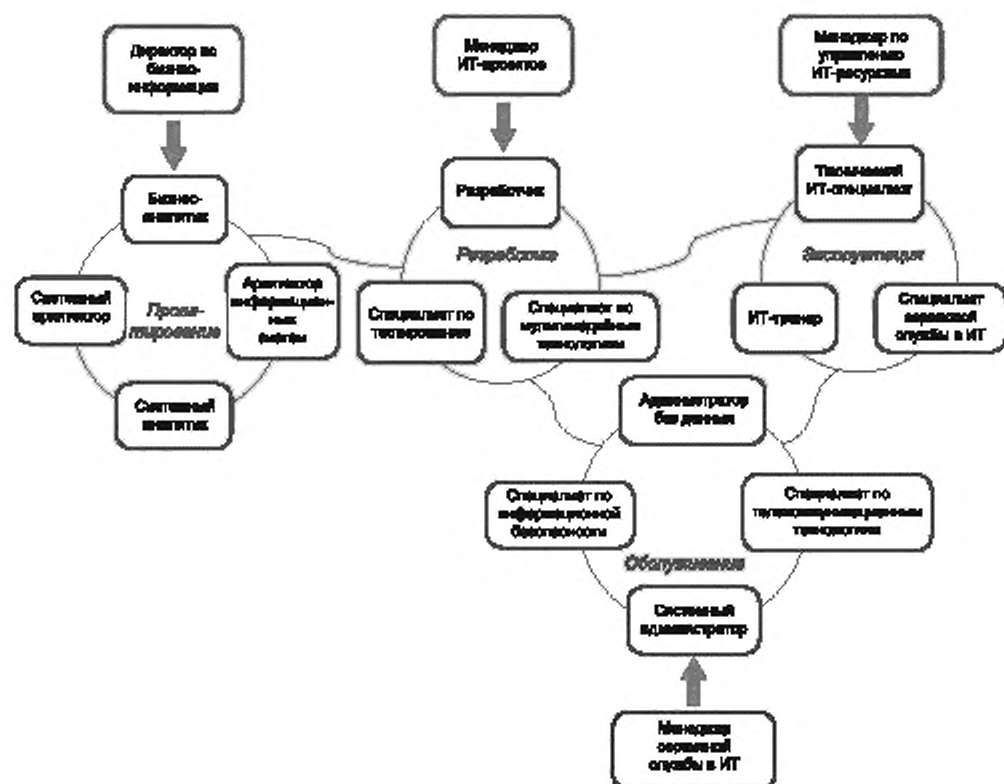 Директор по
бизнес-
информации
Менеджер
ИТ-проектов
Менеджер по
управлению
ИТ-ресурсами
Бизнес-
аналитик
Разработчик
Технический
ИТ-специалист
Системный
архитектор
Проек-
тирование
Архитектор
информацион-
ных
систем
Системный
аналитик
Разработка
Специалист по
тестированию
Специалист по
мультимедийным
технологиям
Эксплуатация
ИТ-тренер
Специалист
сервисной
службы в ИТ
Администратор
баз данных
Специалист по
информационной
безопасности
Специалист по
телекоммуникационным
технологиям
Обслуживание
Системный
администратор
Менеджер
сервисной
службы в ИТ